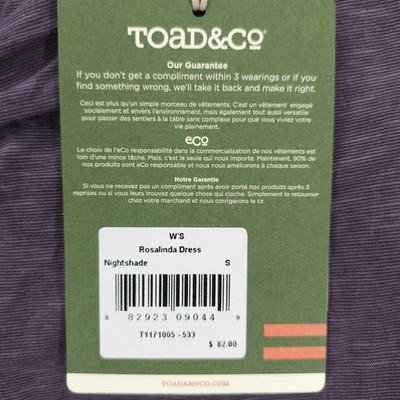 TOAD&CO
Our Guarantee
If you don't get a compliment within 3 wearings or if you
find something wrong, we'll take it back and make it right.
Ceci est plus qu'un simple morceau de vêtements. C'est un vêtement engagé
socialement et envers l'environnement, mais également tout aussi versatile
pour passer des sentiers à la table sans complexe pour que vous viviez votre
vie pleinement.
eCo
Le choix de l'eCo responsabilité dans la commercialisation de nos vêtements est
loin d'une mince tâche. Mais, c'est la seule qui nous importe. Maintenant, 90% de
nos produits sont eCo responsable et nous nous améliorons à chaque saison.
Notre Garantie
Si vous ne recevez pas un compliment après avoir porté nos produits après 3
reprises ou si vous leurs trouvez quelque chose qui cloche. Simplement le retourner
chez votre marchand et nous corrigerons le tir.
W'S
Rosalinda Dress
Nightshade S
0 82923 09044 9
T1171005 - 533
$ 82.00
TOADANDCO.COM